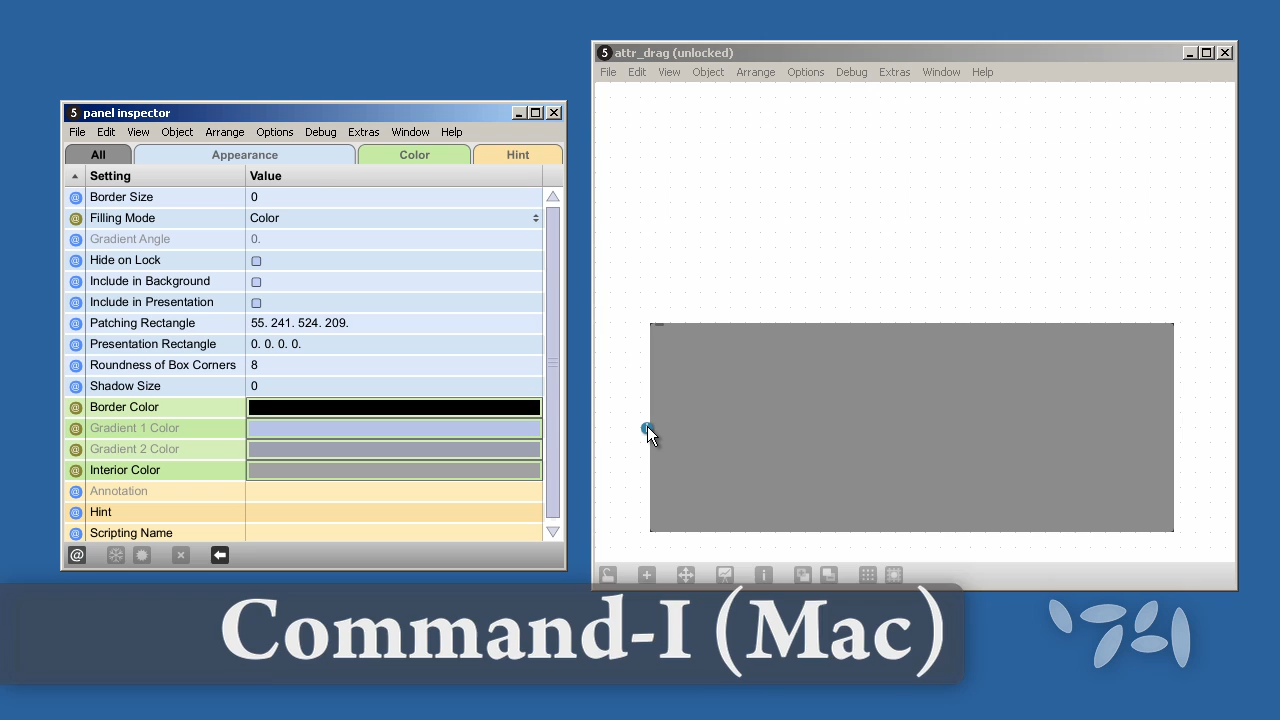 5 panel inspector
File Edit View Object Arrange Options Debug Extras Window Help
All Appearance Color Hint
Setting Value
@ Border Size 0
@ Filling Mode Color
@ Gradient Angle 0.
@ Hide on Lock
@ Include in Background
@ Include in Presentation
@ Patching Rectangle 55. 241. 524. 209.
@ Presentation Rectangle 0. 0. 0. 0.
@ Roundness of Box Corners 8
@ Shadow Size 0
@ Border Color
@ Gradient 1 Color
@ Gradient 2 Color
@ Interior Color
@ Annotation
@ Hint
@ Scripting Name
@
5 attr_drag (unlocked)
File Edit View Object Arrange Options Debug Extras Window Help
Command-I (Mac)